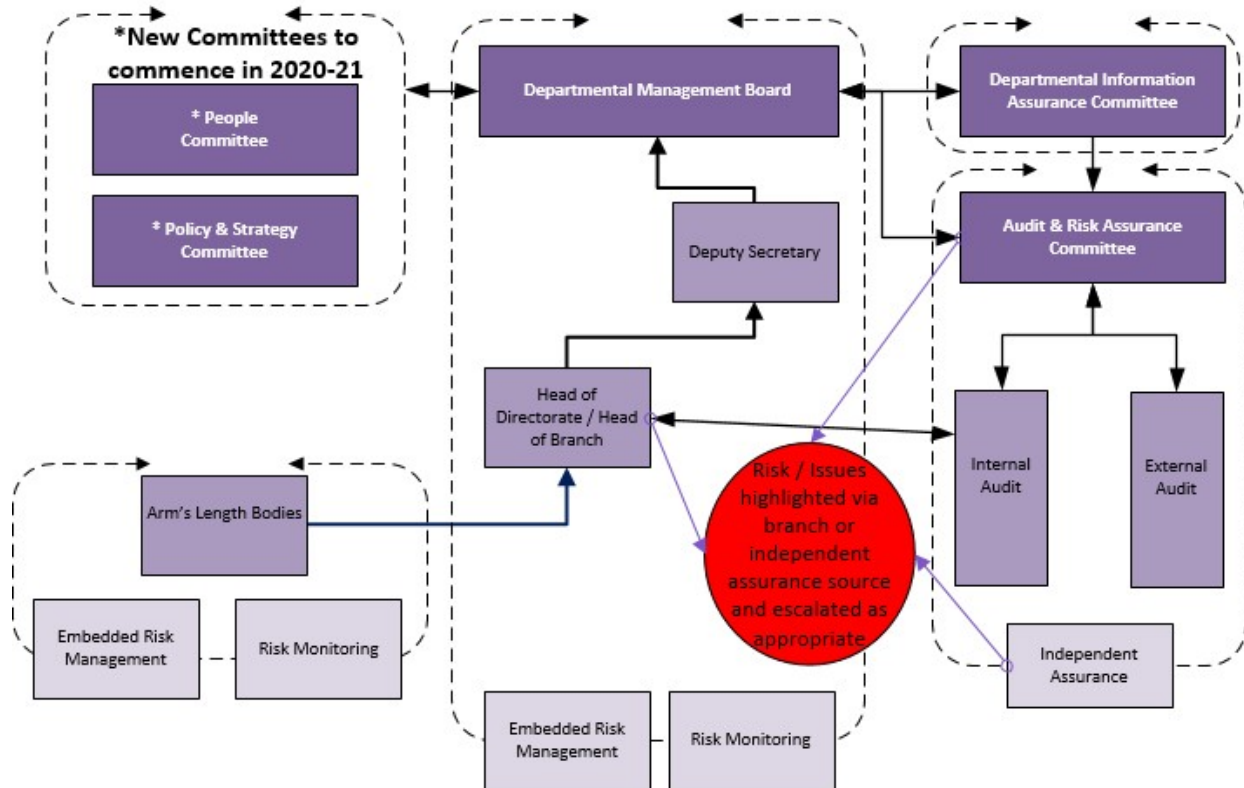 *New Committees to
commence in 2020-21
* People
Committee
* Policy & Strategy
Committee
Departmental Management Board
Deputy Secretary
Head of
Directorate / Head
of Branch
Departmental Information
Assurance Committee
Audit & Risk Assurance
Committee
Internal
Audit
External
Audit
Risk / Issues
highlighted via
branch or
independent
assurance source
and escalated as
appropriate
Arm's Length Bodies
Embedded Risk
Management
Risk Monitoring
Embedded Risk
Management
Risk Monitoring
Independent
Assurance